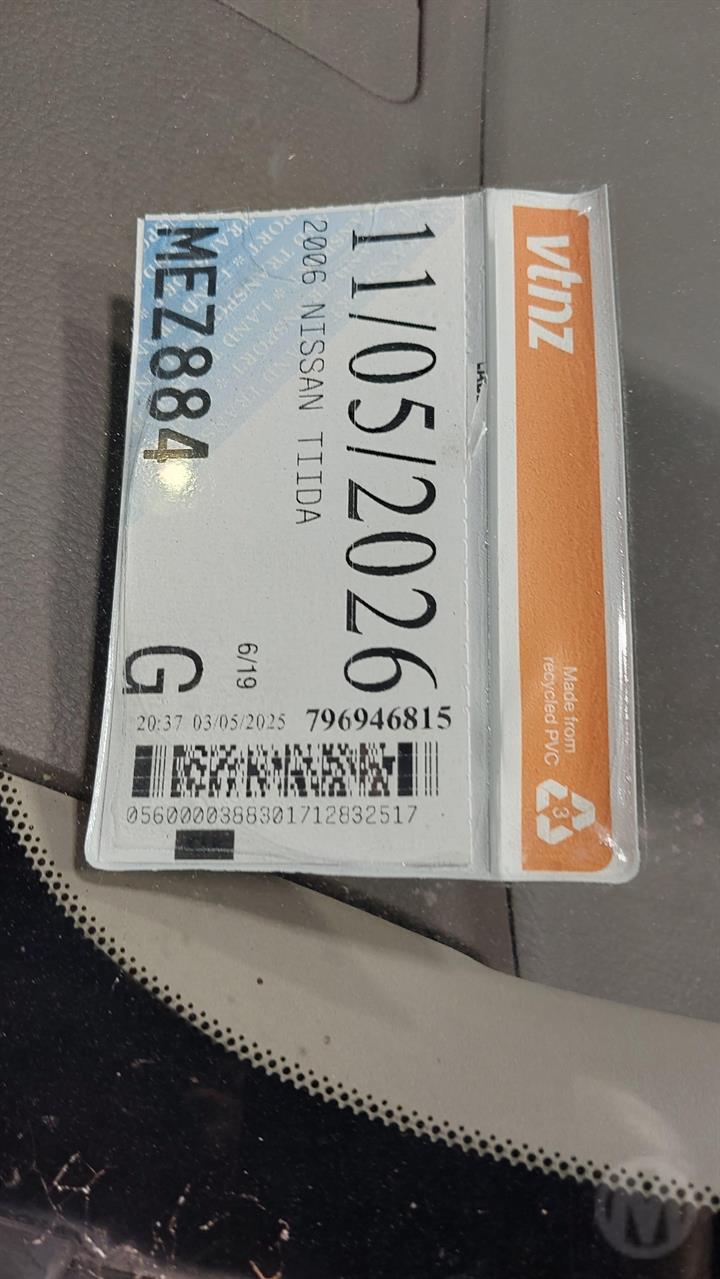 vtnz
Made from
recycled PVC
3
11/05/2026
2006 NISSAN TIIDA
6/19
MEZ884
G
20:37 03/05/2025 796946815
0560000388301712832517
M